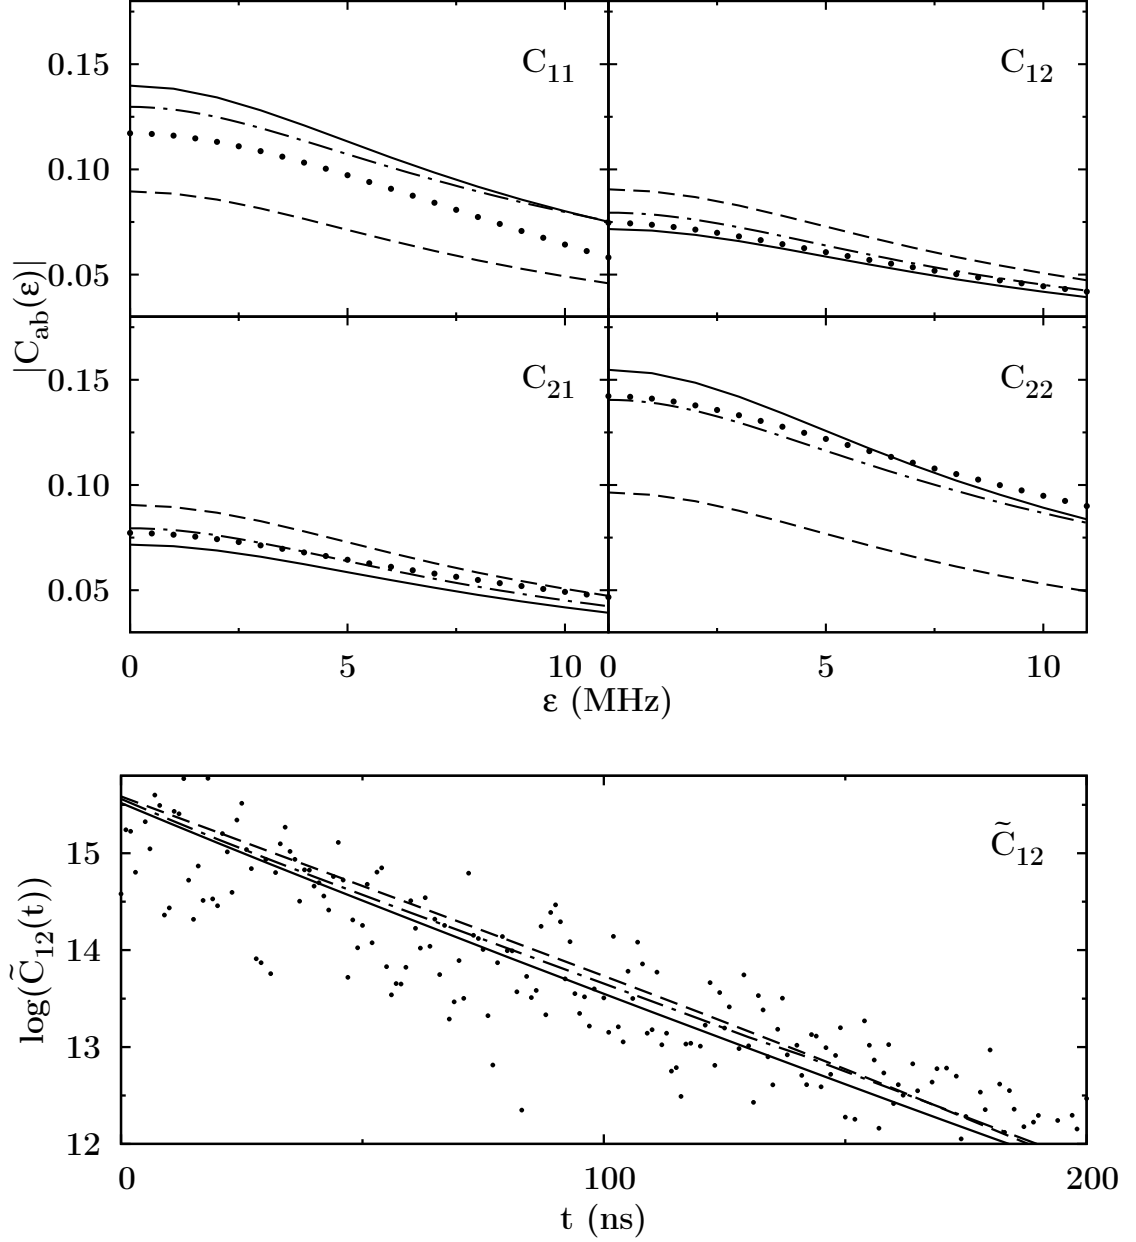 0.15
0.10
0.05
C11
C12
|Cab(ε)|
0.15
0.10
0.05
C21
C22
0 5 10 0 5 10
ε (MHz)
15
14
13
12
C̃12
log(C̃12(t))
0 100 200
t (ns)